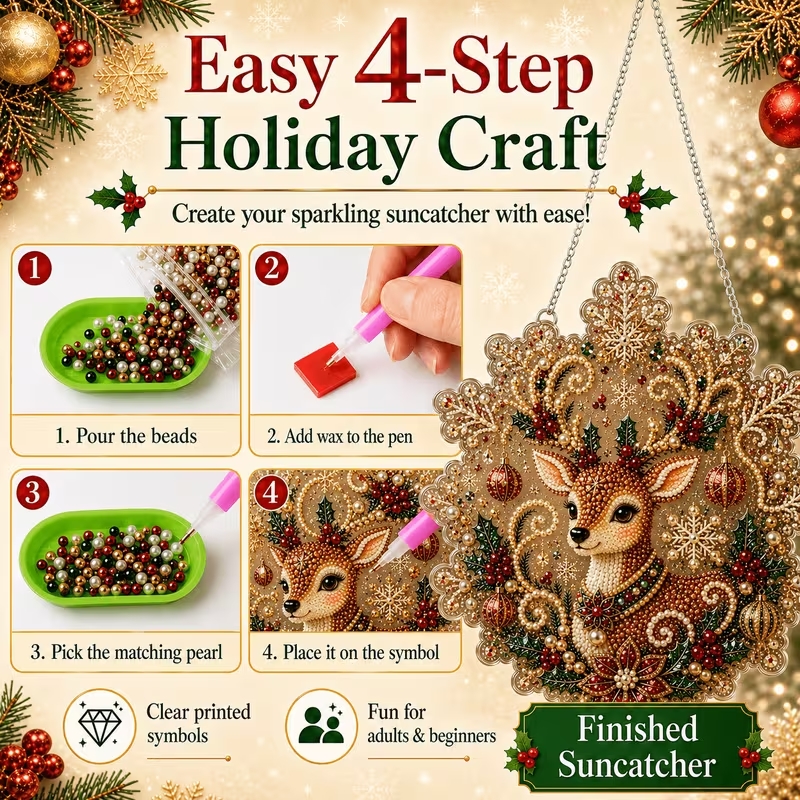 Easy 4-Step
Holiday Craft
Create your sparkling suncatcher with ease!
1
1. Pour the beads
2
2. Add wax to the pen
3
3. Pick the matching pearl
4
4. Place it on the symbol
Clear printed
symbols
Fun for
adults & beginners
Finished
Suncatcher